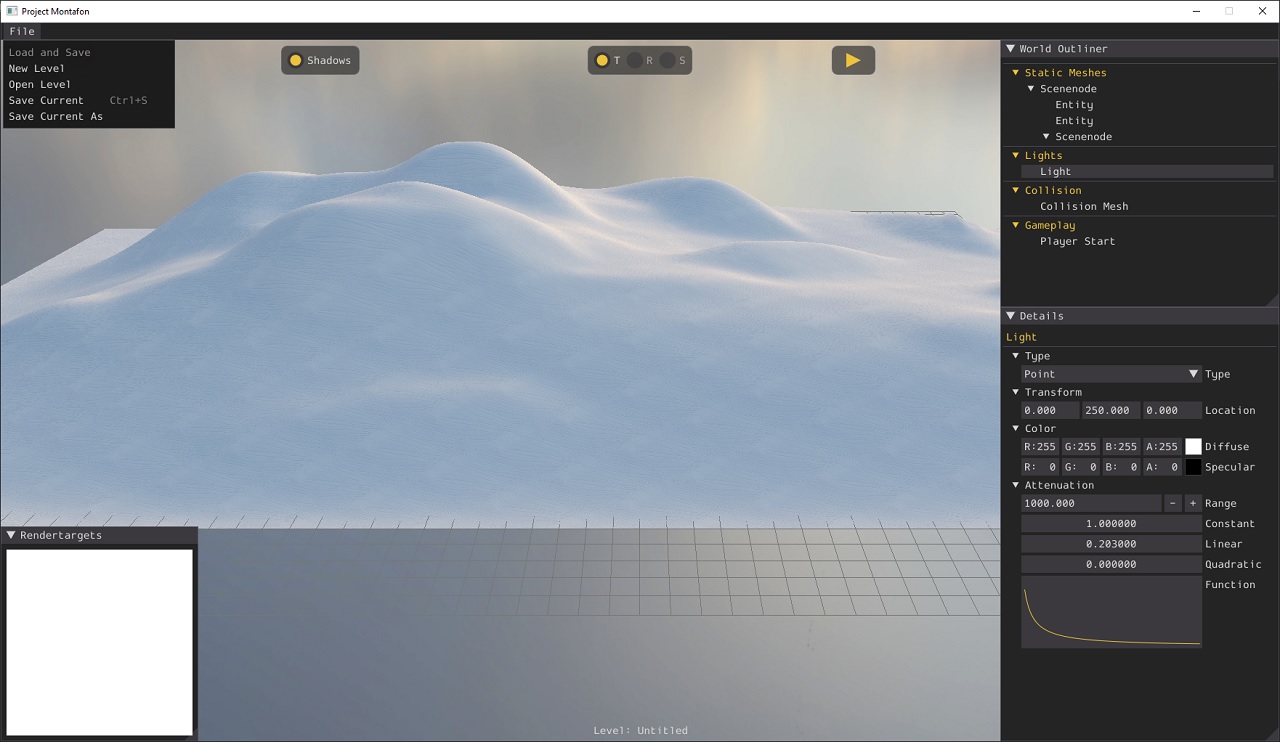 Project Montafon
File
Load and Save
New Level
Open Level
Save Current Ctrl+S
Save Current As
Shadows
T R S
World Outliner
Static Meshes
Scenenode
Entity
Entity
Scenenode
Lights
Light
Collision
Collision Mesh
Gameplay
Player Start
Details
Light
Type
Point Type
Transform
0.000 250.000 0.000 Location
Color
R:255 G:255 B:255 A:255 Diffuse
R: 0 G: 0 B: 0 A: 0 Specular
Attenuation
1000.000 - + Range
1.000000 Constant
0.203000 Linear
0.000000 Quadratic
Function
Rendertargets
Level: Untitled